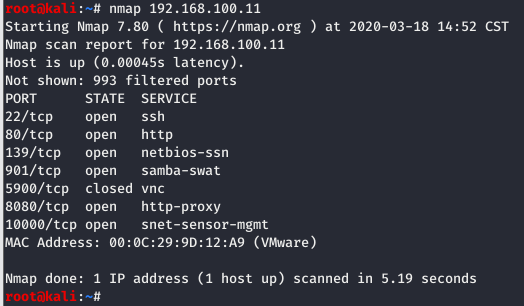 root@kali:~# nmap 192.168.100.11
Starting Nmap 7.80 ( https://nmap.org ) at 2020-03-18 14:52 CST
Nmap scan report for 192.168.100.11
Host is up (0.00045s latency).
Not shown: 993 filtered ports
PORT      STATE  SERVICE
22/tcp    open   ssh
80/tcp    open   http
139/tcp   open   netbios-ssn
901/tcp   open   samba-swat
5900/tcp  closed vnc
8080/tcp  open   http-proxy
10000/tcp open   snet-sensor-mgmt
MAC Address: 00:0C:29:9D:12:A9 (VMware)
Nmap done: 1 IP address (1 host up) scanned in 5.19 seconds
root@kali:~#